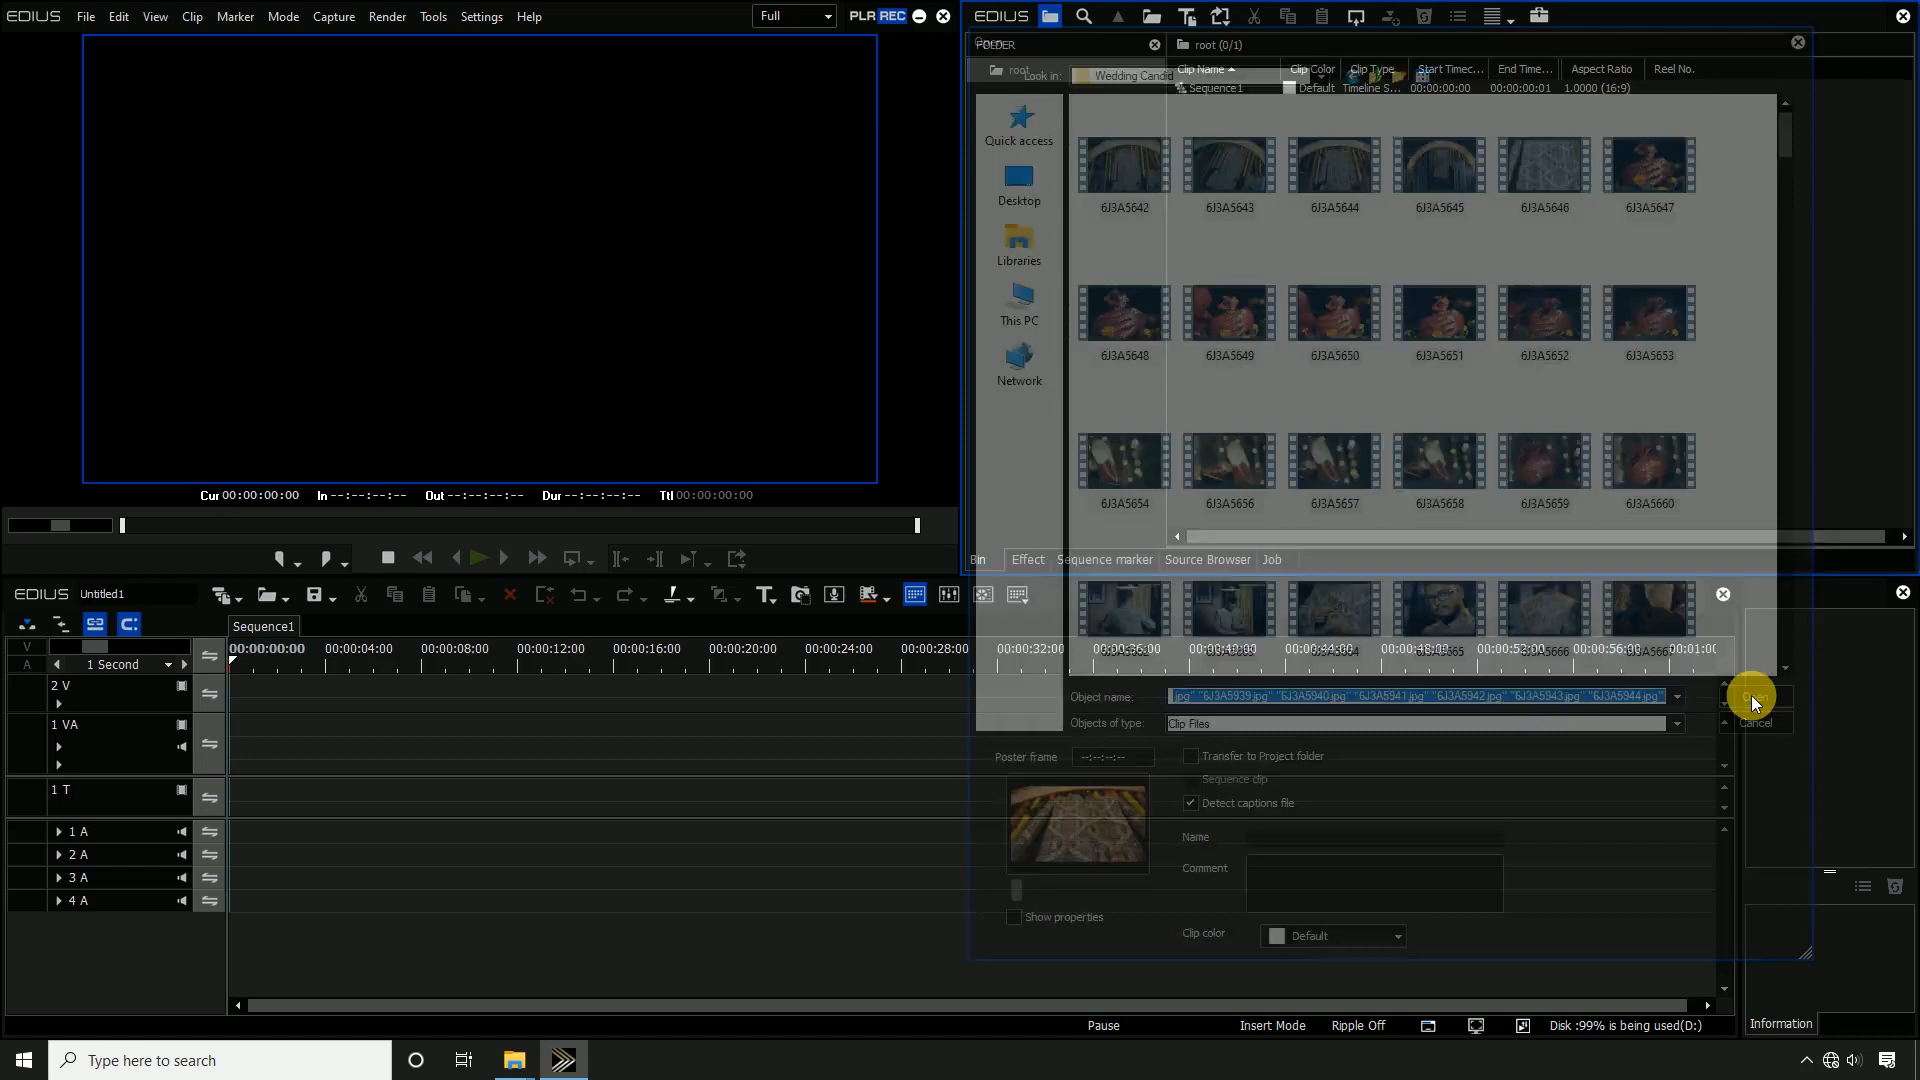 EDIUS File Edit View Clip Marker Mode Capture Render Tools Settings Help
Full
PLR REC
EDIUS
FOLDER
root (0/1)
root
Look in:
Wedding Candid
Clip Name Clip Color Clip Type Start Timec... End Time... Aspect Ratio Reel No.
Sequence1 Default Timeline S... 00:00:00:00 00:00:00:01 1.0000 (16:9)
Quick access
Desktop
Libraries
This PC
Network
6J3A5642 6J3A5643 6J3A5644 6J3A5645 6J3A5646 6J3A5647
6J3A5648 6J3A5649 6J3A5650 6J3A5651 6J3A5652 6J3A5653
6J3A5654 6J3A5656 6J3A5657 6J3A5658 6J3A5659 6J3A5660
Cur 00:00:00:00 In --:--:--:-- Out --:--:--:-- Dur --:--:--:-- Ttl 00:00:00:00
Bin Effect Sequence marker Source Browser Job
EDIUS Untitled1
Sequence1
1 Second
V
A
00:00:00:00 00:00:04:00 00:00:08:00 00:00:12:00 00:00:16:00 00:00:20:00 00:00:24:00 00:00:28:00 00:00:32:00 00:00:36:00 00:00:44:00 00:00:48:00 00:00:52:00 00:00:56:00 00:01:00
2 V
1 VA
1 T
1 A
2 A
3 A
4 A
Object name: .jpg" "6J3A5939.jpg" "6J3A5940.jpg" "6J3A5941.jpg" "6J3A5942.jpg" "6J3A5943.jpg" "6J3A5944.jpg"
Open
Objects of type: Clip Files
Cancel
Poster frame --:--:--:--
Transfer to Project folder
Sequence clip
Detect captions file
Name
Comment
Show properties
Clip color Default
Pause Insert Mode Ripple Off Disk :99% is being used(D:)
Information
Type here to search